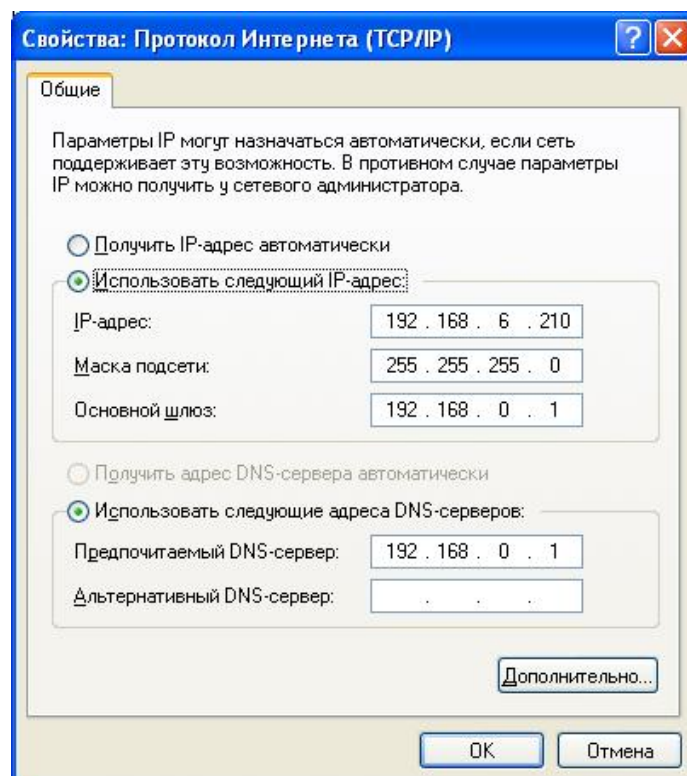 Свойства: Протокол Интернета (TCP/IP)
Общие
Параметры IP могут назначаться автоматически, если сеть
поддерживает эту возможность. В противном случае параметры
IP можно получить у сетевого администратора.
Получить IP-адрес автоматически
Использовать следующий IP-адрес:
IP-адрес: 192 . 168 . 6 . 210
Маска подсети: 255 . 255 . 255 . 0
Основной шлюз: 192 . 168 . 0 . 1
Получить адрес DNS-сервера автоматически
Использовать следующие адреса DNS-серверов:
Предпочитаемый DNS-сервер: 192 . 168 . 0 . 1
Альтернативный DNS-сервер: . . .
Дополнительно...
OK Отмена